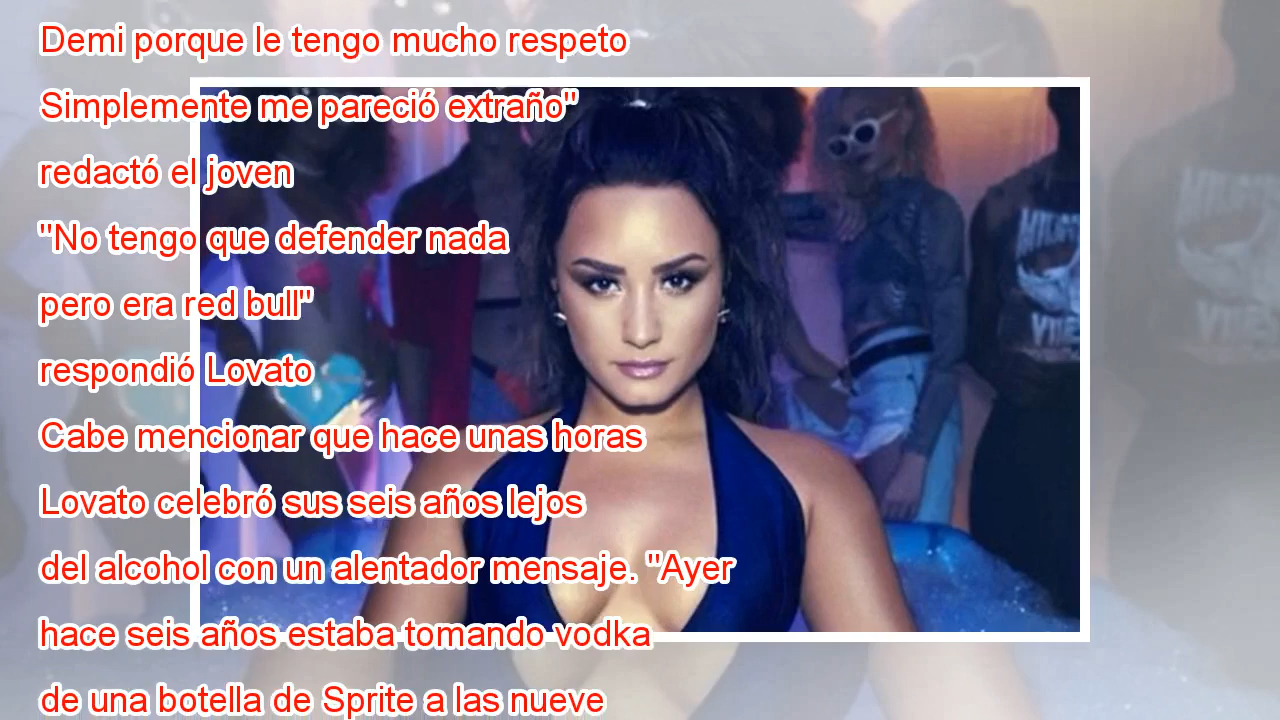 Demi porque le tengo mucho respeto
Simplemente me pareció extraño"
redactó el joven
"No tengo que defender nada
pero era red bull"
respondió Lovato
Cabe mencionar que hace unas horas
Lovato celebró sus seis años lejos
del alcohol con un alentador mensaje. "Ayer
hace seis años estaba tomando vodka
de una botella de Sprite a las nueve